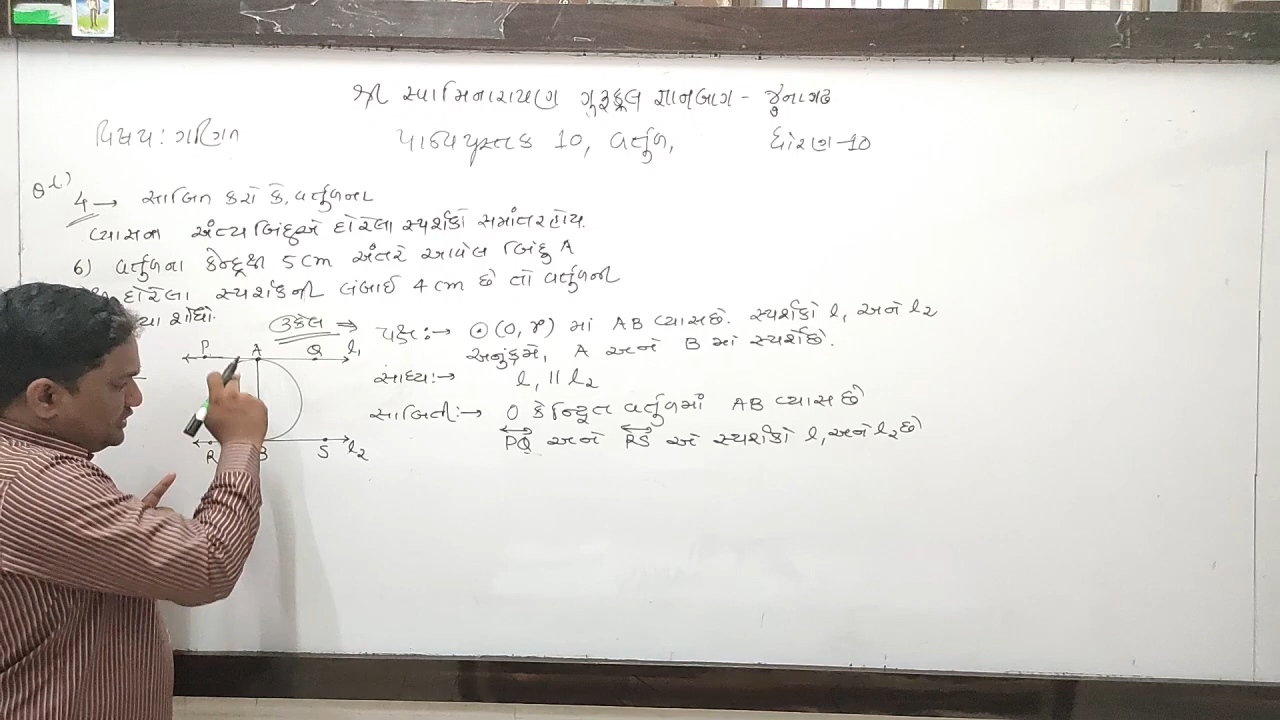 શ્રી સ્વામિનારાયણ ગુરુકુલ જ્ઞાનબાગ - જુનાગઢ
વિષય: ગણિત પાઠ્યપુસ્તક 10, વર્તુળ, ધોરણ-10
4 → સાબિત કરો કે, વર્તુળના
વ્યાસના અંત્ય બિંદુએ દોરેલા સ્પર્શકો સમાંતર હોય.
6) વર્તુળના કેન્દ્રથી 5 cm અંતરે આવેલ બિંદુ A
દોરેલા સ્પર્શકની લંબાઈ 4 cm છે તો વર્તુળની
શોધો.
ઉકેલ ⇒ પક્ષ :→ ⊙(O, r) માં AB વ્યાસ છે. સ્પર્શકો l₁ અને l₂
અનુક્રમે, A અને B માં સ્પર્શે છે.
સાધ્ય :→ l₁ || l₂
સાબિતી :→ O કેન્દ્રિત વર્તુળમાં AB વ્યાસ છે
PQ અને RS એ સ્પર્શકો l₁ અને l₂ છે
P A Q l₁
R B S l₂